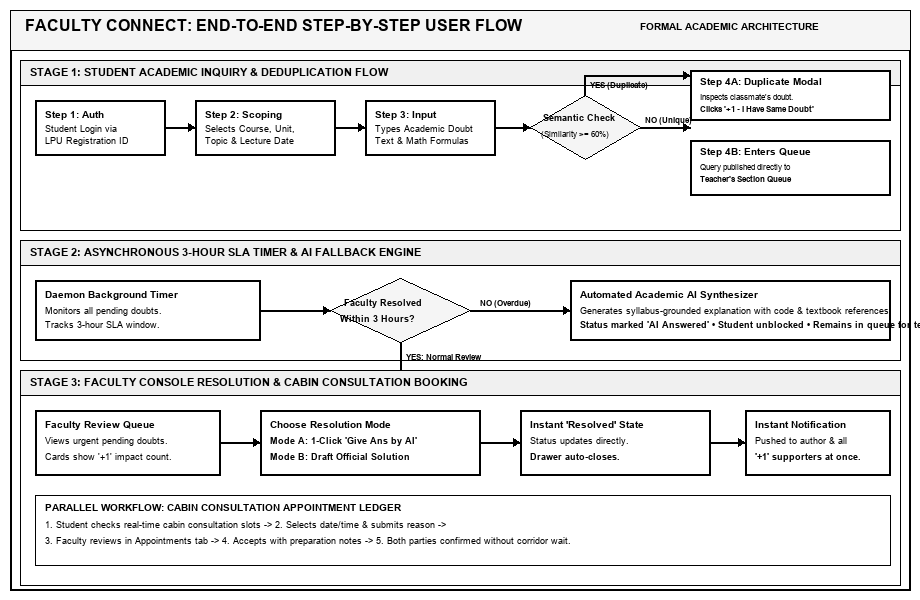 FACULTY CONNECT: END-TO-END STEP-BY-STEP USER FLOW
FORMAL ACADEMIC ARCHITECTURE
STAGE 1: STUDENT ACADEMIC INQUIRY & DEDUPLICATION FLOW
Step 1: Auth
Student Login via
LPU Registration ID
Step 2: Scoping
Selects Course, Unit,
Topic & Lecture Date
Step 3: Input
Types Academic Doubt
Text & Math Formulas
Semantic Check
(Similarity >= 60%)
YES (Duplicate)
NO (Unique)
Step 4A: Duplicate Modal
Inspects classmate's doubt.
Clicks '+1 - I Have Same Doubt'
Step 4B: Enters Queue
Query published directly to
Teacher's Section Queue
STAGE 2: ASYNCHRONOUS 3-HOUR SLA TIMER & AI FALLBACK ENGINE
Daemon Background Timer
Monitors all pending doubts.
Tracks 3-hour SLA window.
Faculty Resolved
Within 3 Hours?
NO (Overdue)
YES: Normal Review
Automated Academic AI Synthesizer
Generates syllabus-grounded explanation with code & textbook references.
Status marked 'AI Answered' • Student unblocked • Remains in queue for
STAGE 3: FACULTY CONSOLE RESOLUTION & CABIN CONSULTATION BOOKING
Faculty Review Queue
Views urgent pending doubts.
Cards show '+1' impact count.
Choose Resolution Mode
Mode A: 1-Click 'Give Ans by AI'
Mode B: Draft Official Solution
Instant 'Resolved' State
Status updates directly.
Drawer auto-closes.
Instant Notification
Pushed to author & all
'+1' supporters at once.
PARALLEL WORKFLOW: CABIN CONSULTATION APPOINTMENT LEDGER
1. Student checks real-time cabin consultation slots -> 2. Selects date/time & submits reason ->
3. Faculty reviews in Appointments tab -> 4. Accepts with preparation notes -> 5. Both parties confirmed without corridor wait.